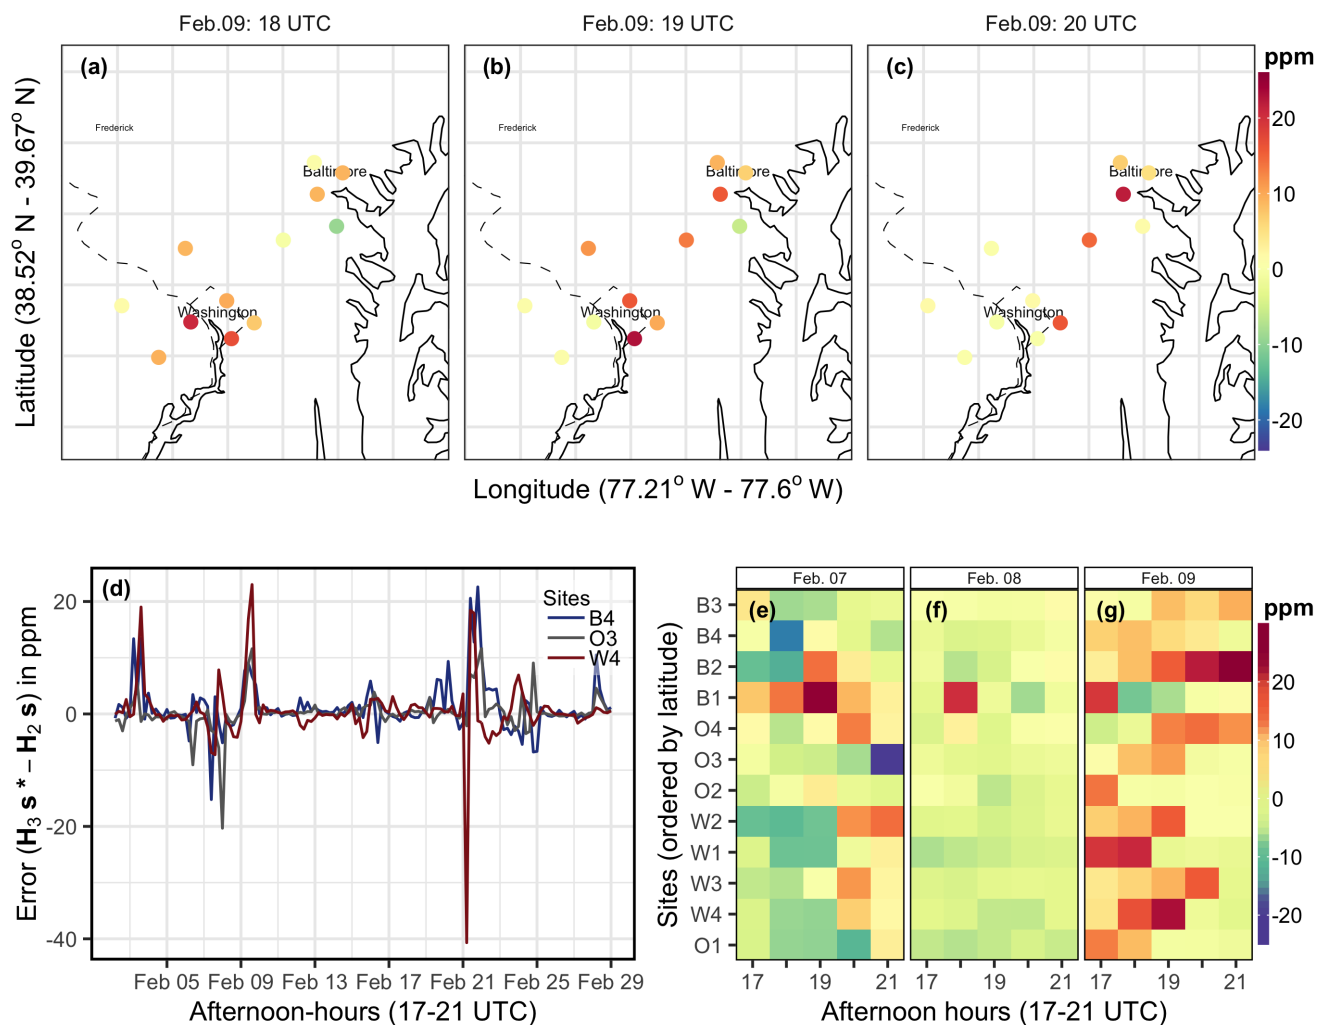 Feb.09: 18 UTC
Feb.09: 19 UTC
Feb.09: 20 UTC
Latitude (38.52° N - 39.67° N)
(a)
Frederick
Baltimore
Washington
(b)
Frederick
Baltimore
Washington
(c)
Frederick
Baltimore
Washington
ppm
20
10
0
-10
-20
Longitude (77.21° W - 77.6° W)
Error (H₃ s* – H₂ s) in ppm
(d)
20
0
-20
-40
Sites
B4
O3
W4
Feb 05 Feb 09 Feb 13 Feb 17 Feb 21 Feb 25 Feb 29
Afternoon-hours (17-21 UTC)
Sites (ordered by latitude)
Feb. 07
Feb. 08
Feb. 09
(e)
(f)
(g)
B3
B4
B2
B1
O4
O3
O2
W2
W1
W3
W4
O1
17 19 21
17 19 21
17 19 21
Afternoon hours (17-21 UTC)
ppm
20
10
0
-10
-20